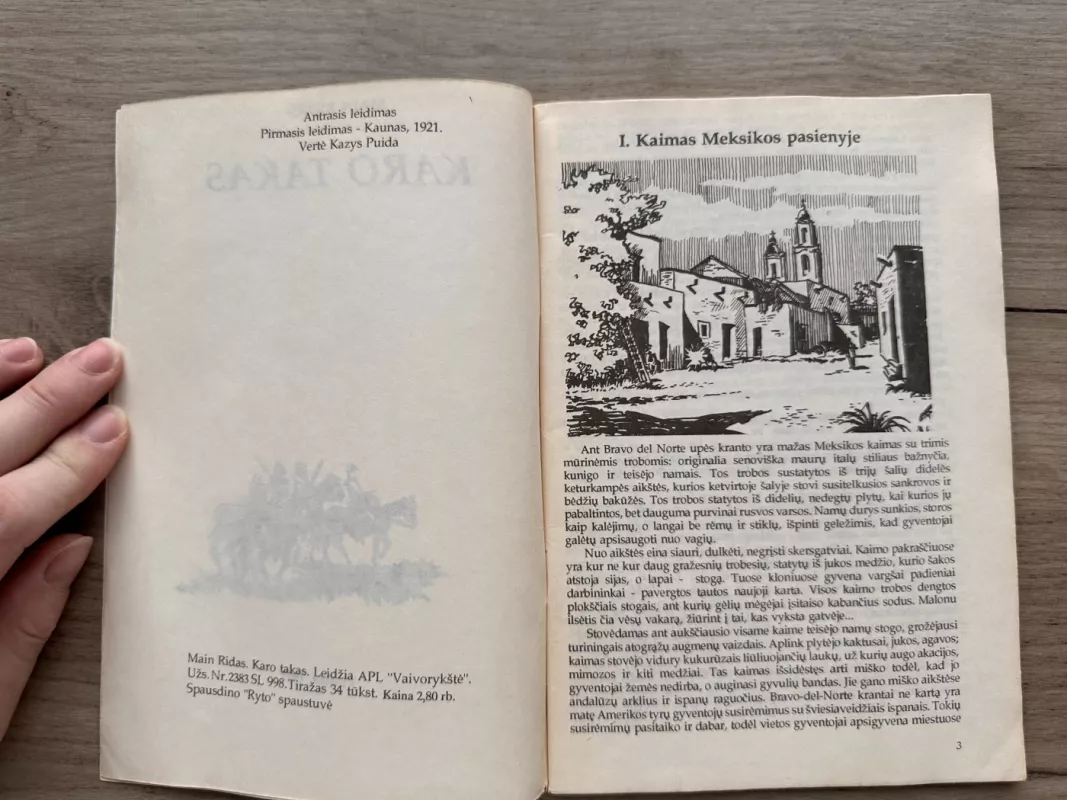 Antrasis leidimas
Pirmasis leidimas - Kaunas, 1921.
Vertė Kazys Puida
KARO TAKAS
Main Ridas. Karo takas. Leidžia APL "Vaivorykštė".
Užs. Nr.2383 SL 998.Tiražas 34 tūkst. Kaina 2,80 rb.
Spausdino "Ryto" spaustuvė
I. Kaimas Meksikos pasienyje
Ant Bravo del Norte upės kranto yra mažas Meksikos kaimas su trimis
mūrinėmis trobomis: originalia senoviška maurų italų stiliaus bažnyčia,
kunigo ir teisėjo namais. Tos trobos sustatytos iš trijų šalių didelės
keturkampės aikštės, kurios ketvirtoje šalyje stovi susitelkusios sankrovos ir
bėdžių bakūžės. Tos trobos statytos iš didelių, nedegtų plytų, kai kurios jų
pabaltintos, bet dauguma purvinai rusvos varsos. Namų durys sunkios, storos
kaip kalėjimų, o langai be rėmų ir stiklų, išpinti geležimis, kad gyventojai
galėtų apsisaugoti nuo vagių.
Nuo aikštės eina siauri, dulkėti, negrįsti skersgatviai. Kaimo pakraščiuose
yra kur ne kur daug gražesnių trobesių, statytų iš jukos medžio, kurio šakos
atstoja sijas, o lapai - stogą. Tuose kloniuose gyvena vargšai padieniai
darbininkai - pavergtos tautos naujoji karta. Visos kaimo trobos dengtos
plokščiais stogais, ant kurių gėlių mėgėjai įsitaiso kabančius sodus. Malonu
ilsėtis čia vėsų vakarą, žiūrint į tai, kas vyksta gatvėje...
Stovėdamas ant aukščiausio visame kaime teisėjo namų stogo, grožėjausi
turiningais atogrąžų augmenų vaizdais. Aplink plytėjo kaktusai, jukos, agavos;
kaimas stovėjo vidury kukurūzais liūliuojančių laukų, už kurių augo akacijos,
mimozos ir kiti medžiai. Tas kaimas išsidėstęs arti miško todėl, kad jo
gyventojai žemės nedirba, o augina­si gyvulių bandas. Jie gano miško aikštėse
andalūzų arklius ir ispanų raguočius. Bravo-del-Norte krantai ne kartą yra
matę Amerikos tyrų gyventojų susirėmimus su šviesiaveidžiais ispanais. Tokių
susirėmimų pasitaiko ir dabar, todėl vietos gyventojai apsigyvena miestuose
3